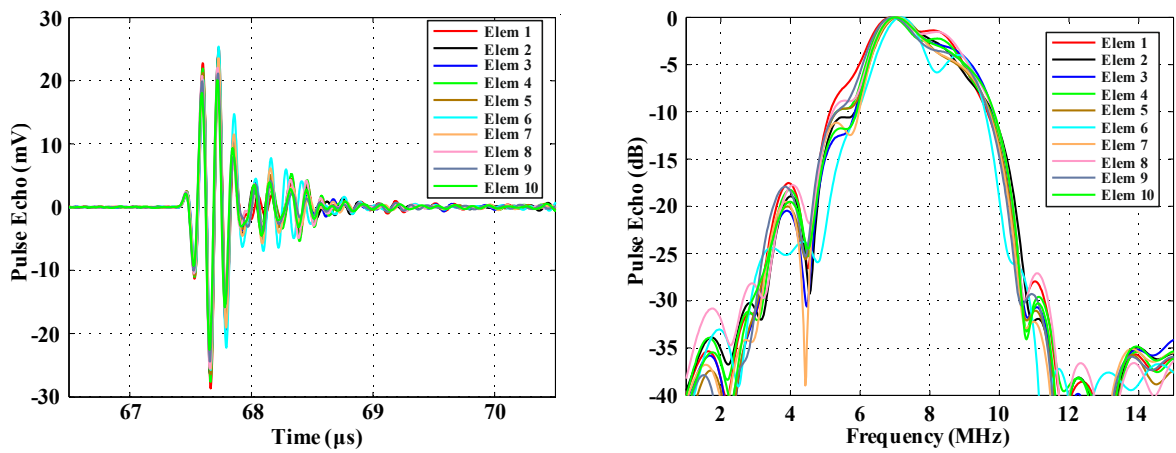 30
20
10
0
-10
-20
-30
67
68
69
70
Pulse Echo (mV)
Time (µs)
Elem 1
Elem 2
Elem 3
Elem 4
Elem 5
Elem 6
Elem 7
Elem 8
Elem 9
Elem 10
0
-5
-10
-15
-20
-25
-30
-35
-40
2
4
6
8
10
12
14
Pulse Echo (dB)
Frequency (MHz)
Elem 1
Elem 2
Elem 3
Elem 4
Elem 5
Elem 6
Elem 7
Elem 8
Elem 9
Elem 10